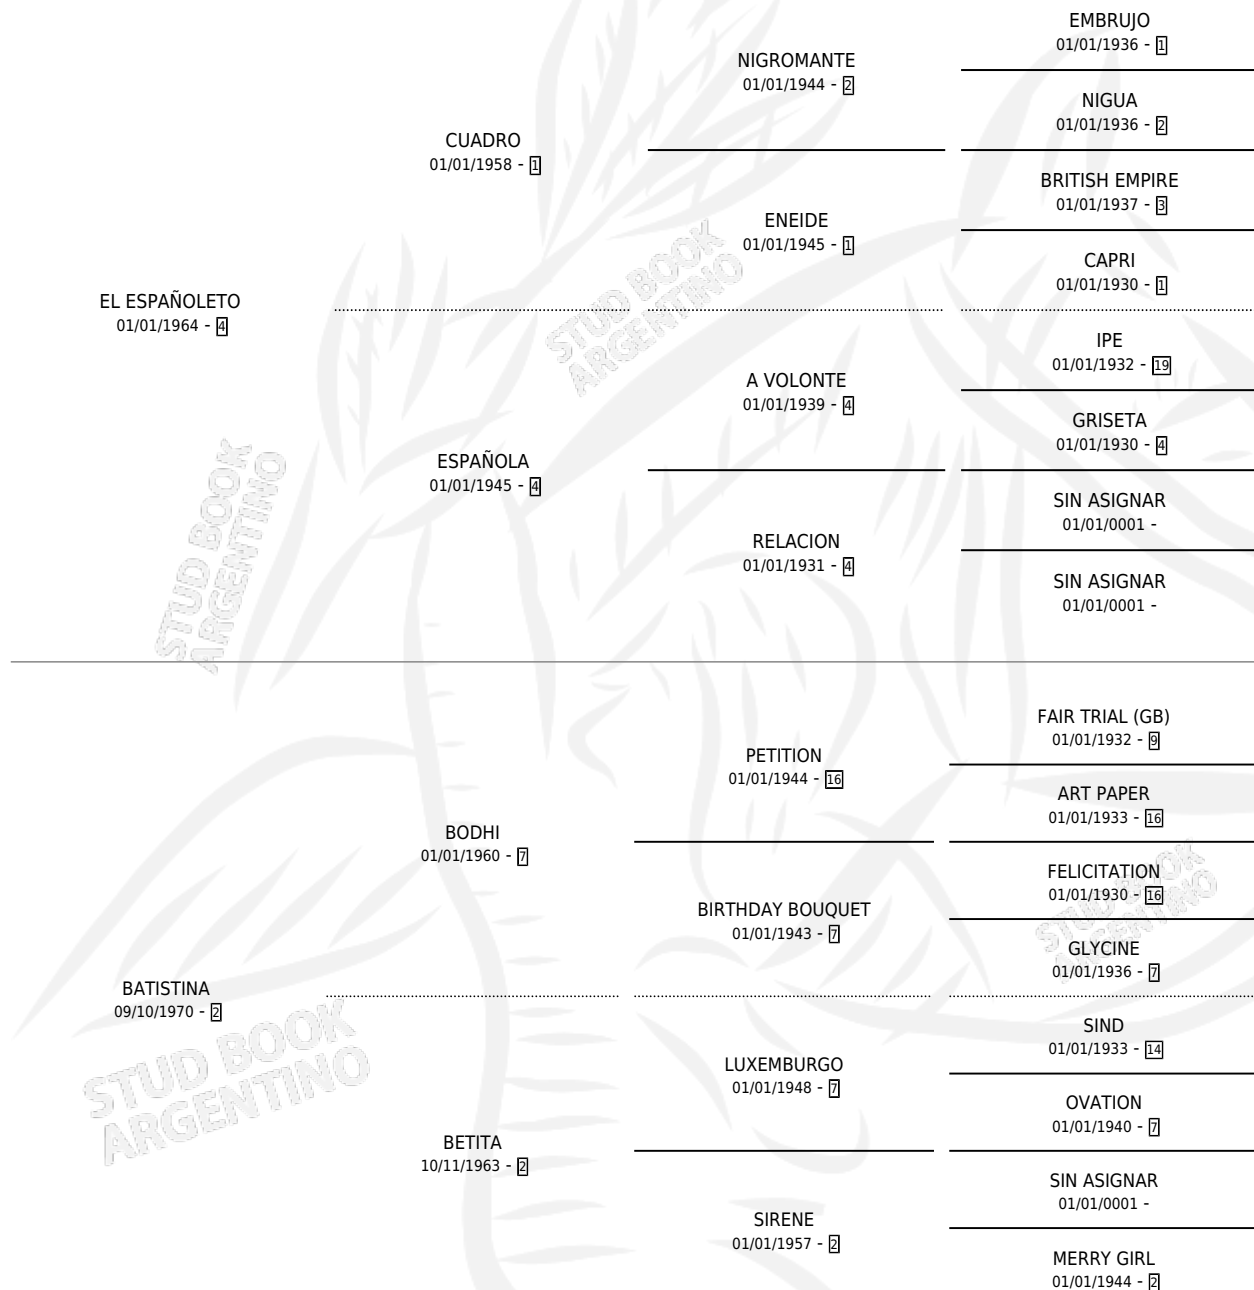 EMBRUJO
01/01/1936 - 1
NIGROMANTE
01/01/1944 - 2
NIGUA
01/01/1936 - 2
CUADRO
01/01/1958 - 1
BRITISH EMPIRE
01/01/1937 - 3
ENEIDE
01/01/1945 - 1
CAPRI
01/01/1930 - 1
EL ESPAÑOLETO
01/01/1964 - 4
IPE
01/01/1932 - 19
A VOLONTE
01/01/1939 - 4
GRISETA
01/01/1930 - 4
ESPAÑOLA
01/01/1945 - 4
SIN ASIGNAR
01/01/0001 -
RELACION
01/01/1931 - 4
SIN ASIGNAR
01/01/0001 -
FAIR TRIAL (GB)
01/01/1932 - 9
PETITION
01/01/1944 - 16
ART PAPER
01/01/1933 - 16
BODHI
01/01/1960 - 7
FELICITATION
01/01/1930 - 16
BIRTHDAY BOUQUET
01/01/1943 - 7
GLYCINE
01/01/1936 - 7
BATISTINA
09/10/1970 - 2
SIND
01/01/1933 - 14
LUXEMBURGO
01/01/1948 - 7
OVATION
01/01/1940 - 7
BETITA
10/11/1963 - 2
SIN ASIGNAR
01/01/0001 -
SIRENE
01/01/1957 - 2
MERRY GIRL
01/01/1944 - 2
STUD BOOK
ARGENTINO
STUD BOOK
ARGENTINO
STUD BOOK
ARGENTINO
STUD BOOK
ARGENTINO